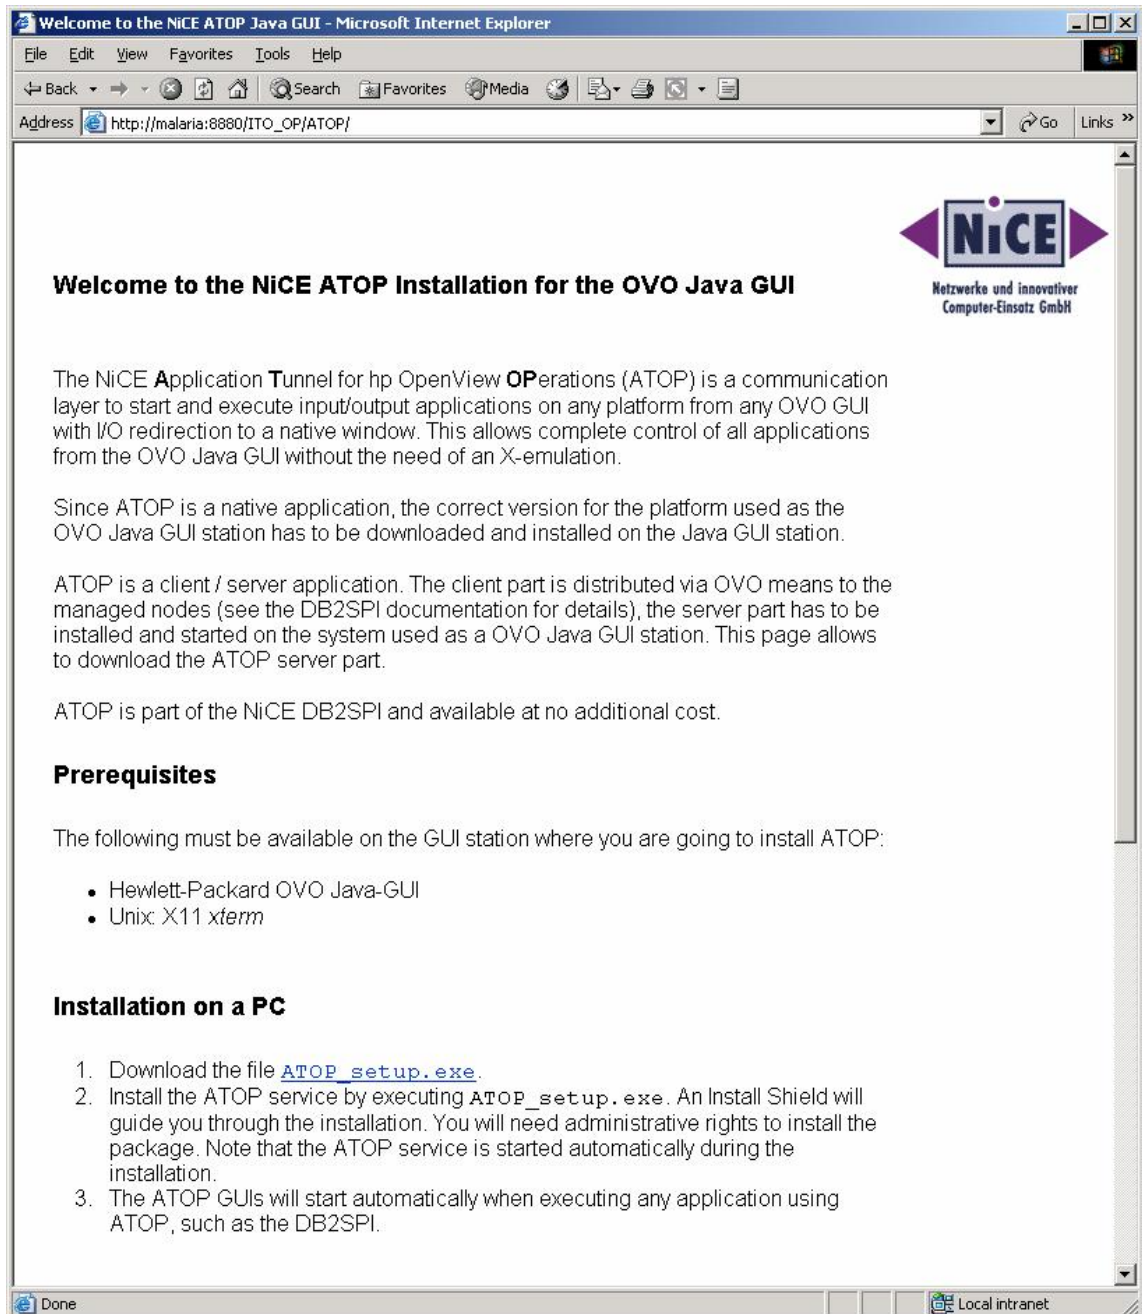 Welcome to the NiCE ATOP Java GUI - Microsoft Internet Explorer
File Edit View Favorites Tools Help
Back Search Favorites Media
Address http://malaria:8880/ITO_OP/ATOP/ Go Links »
NiCE
Netzwerke und innovativer
Computer-Einsatz GmbH
Welcome to the NiCE ATOP Installation for the OVO Java GUI
The NiCE Application Tunnel for hp OpenView OPerations (ATOP) is a communication
layer to start and execute input/output applications on any platform from any OVO GUI
with I/O redirection to a native window. This allows complete control of all applications
from the OVO Java GUI without the need of an X-emulation.
Since ATOP is a native application, the correct version for the platform used as the
OVO Java GUI station has to be downloaded and installed on the Java GUI station.
ATOP is a client / server application. The client part is distributed via OVO means to the
managed nodes (see the DB2SPI documentation for details), the server part has to be
installed and started on the system used as a OVO Java GUI station. This page allows
to download the ATOP server part.
ATOP is part of the NiCE DB2SPI and available at no additional cost.
Prerequisites
The following must be available on the GUI station where you are going to install ATOP:
• Hewlett-Packard OVO Java-GUI
• Unix: X11 xterm
Installation on a PC
1. Download the file ATOP_setup.exe.
2. Install the ATOP service by executing ATOP_setup.exe. An Install Shield will
guide you through the installation. You will need administrative rights to install the
package. Note that the ATOP service is started automatically during the
installation.
3. The ATOP GUIs will start automatically when executing any application using
ATOP, such as the DB2SPI.
Done Local intranet